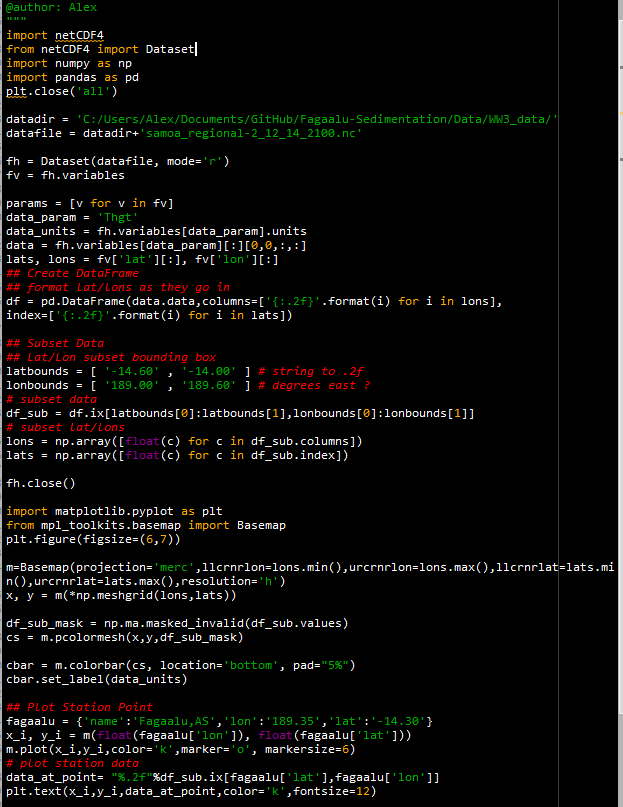 @author: Alex
"""
import netCDF4
from netCDF4 import Dataset
import numpy as np
import pandas as pd
plt.close('all')

datadir = 'C:/Users/Alex/Documents/GitHub/Fagaalu-Sedimentation/Data/WW3_data/'
datafile = datadir+'samoa_regional-2_12_14_2100.nc'

fh = Dataset(datafile, mode='r')
fv = fh.variables

params = [v for v in fv]
data_param = 'Thgt'
data_units = fh.variables[data_param].units
data = fh.variables[data_param][:][0,0,:,:]
lats, lons = fv['lat'][:], fv['lon'][:]
## Create DataFrame
## format lat/lons as they go in
df = pd.DataFrame(data.data,columns=['{:.2f}'.format(i) for i in lons],
index=['{:.2f}'.format(i) for i in lats])

## Subset Data
## Lat/Lon subset bounding box
latbounds = [ '-14.60' , '-14.00' ] # string to .2f
lonbounds = [ '189.00' , '189.60' ] # degrees east ?
# subset data
df_sub = df.ix[latbounds[0]:latbounds[1],lonbounds[0]:lonbounds[1]]
# subset lat/lons
lons = np.array([float(c) for c in df_sub.columns])
lats = np.array([float(c) for c in df_sub.index])

fh.close()

import matplotlib.pyplot as plt
from mpl_toolkits.basemap import Basemap
plt.figure(figsize=(6,7))

m=Basemap(projection='merc',llcrnrlon=lons.min(),urcrnrlon=lons.max(),llcrnrlat=lats.mi
n(),urcrnrlat=lats.max(),resolution='h')
x, y = m(*np.meshgrid(lons,lats))

df_sub_mask = np.ma.masked_invalid(df_sub.values)
cs = m.pcolormesh(x,y,df_sub_mask)

cbar = m.colorbar(cs, location='bottom', pad="5%")
cbar.set_label(data_units)

## Plot Station Point
fagaalu = {'name':'Fagaalu,AS','lon':'189.35','lat':'-14.30'}
x_i, y_i = m(float(fagaalu['lon']), float(fagaalu['lat']))
m.plot(x_i,y_i,color='k',marker='o', markersize=6)
# plot station data
data_at_point= "%.2f"%df_sub.ix[fagaalu['lat'],fagaalu['lon']]
plt.text(x_i,y_i,data_at_point,color='k',fontsize=12)